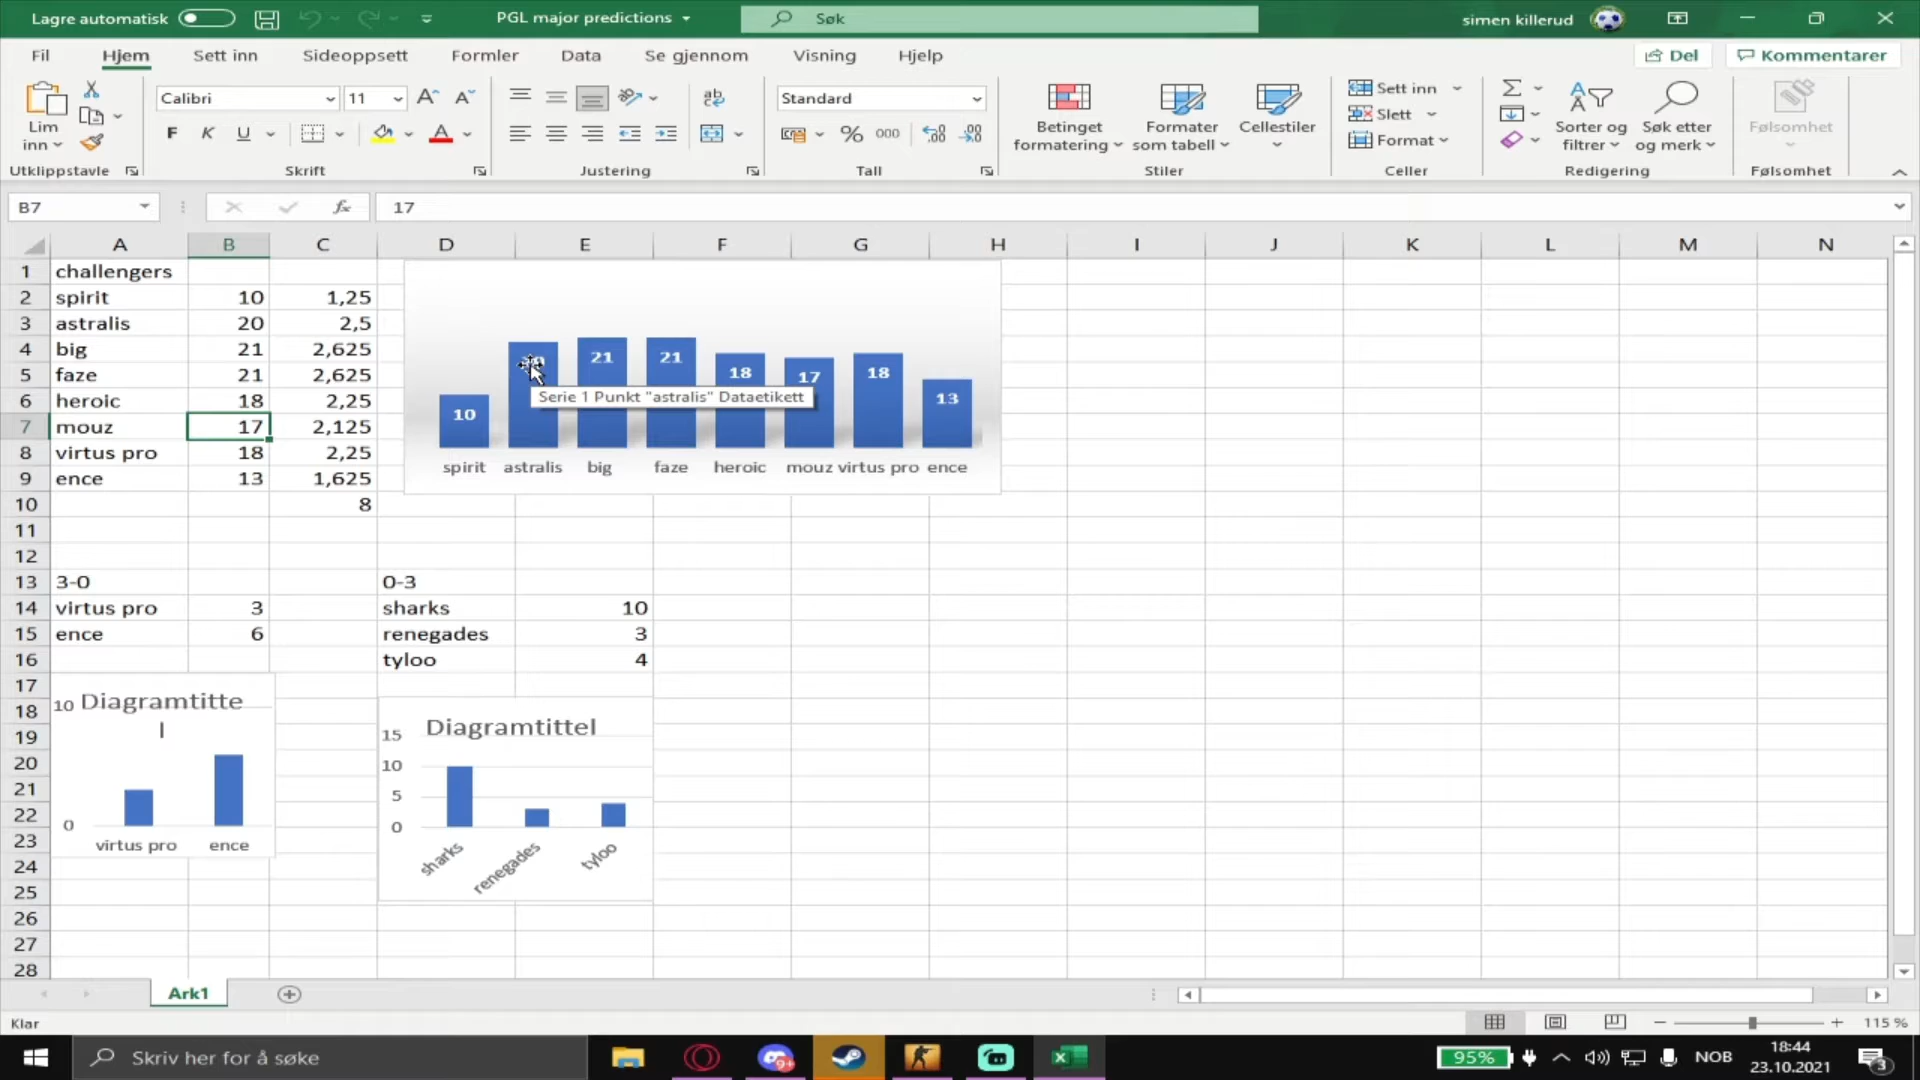 Lagre automatisk PGL major predictions Søk simen killerud
Fil Hjem Sett inn Sideoppsett Formler Data Se gjennom Visning Hjelp Del Kommentarer
Lim inn Calibri 11 F K U ab Standard % 000 Betinget formatering Formater som tabell Cellestiler Sett inn Slett Format Sorter og filtrer Søk etter og merk Følsomhet
Utklippstavle Skrift Justering Tall Stiler Celler Redigering Følsomhet
B7 fx 17
A B C D E F G H I J K L M N
1 challengers
2 spirit 10 1,25
3 astralis 20 2,5
4 big 21 2,625
5 faze 21 2,625
6 heroic 18 2,25
7 mouz 17 2,125
8 virtus pro 18 2,25
9 ence 13 1,625
10 8
10 21 21 18 17 18 13
Serie 1 Punkt "astralis" Dataetikett
spirit astralis big faze heroic mouz virtus pro ence
11
12
13 3-0 0-3
14 virtus pro 3 sharks 10
15 ence 6 renegades 3
16 tyloo 4
17
18
19
20
21
22
23
24
25
26
27
28
Diagramtitte
l
10
0
virtus pro ence
Diagramtittel
15
10
5
0
sharks renegades tyloo
Ark1
Klar 115 %
Skriv her for å søke 9+ 95% NOB 18:44
23.10.2021 3